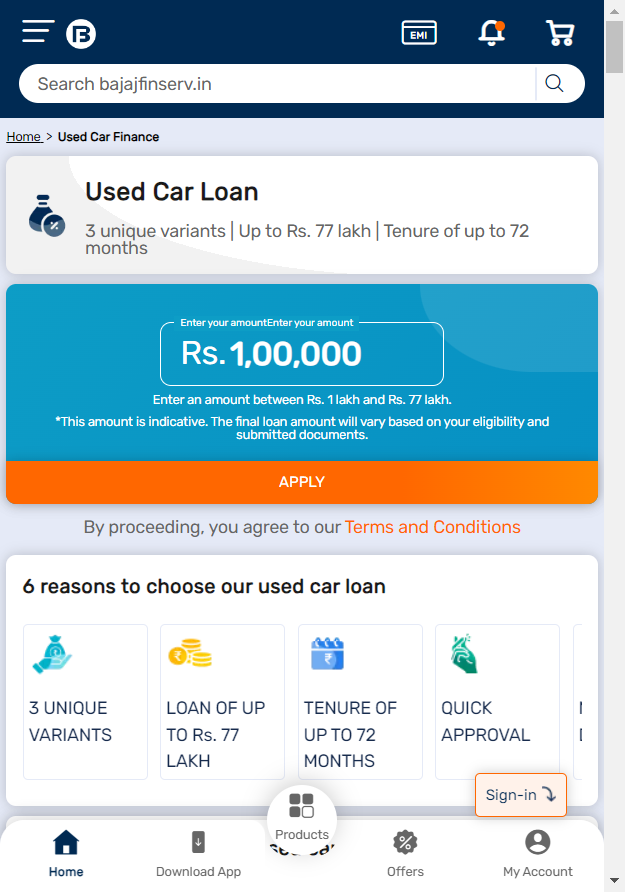 EMI
Search bajajfinserv.in
Home > Used Car Finance
Used Car Loan
3 unique variants | Up to Rs. 77 lakh | Tenure of up to 72
months
Enter your amountEnter your amount
Rs. 1,00,000
Enter an amount between Rs. 1 lakh and Rs. 77 lakh.
*This amount is indicative. The final loan amount will vary based on your eligibility and
submitted documents.
APPLY
By proceeding, you agree to our Terms and Conditions
6 reasons to choose our used car loan
3 UNIQUE
VARIANTS
LOAN OF UP
TO Rs. 77
LAKH
TENURE OF
UP TO 72
MONTHS
QUICK
APPROVAL
Sign-in
Products
Home
Download App
Offers
My Account